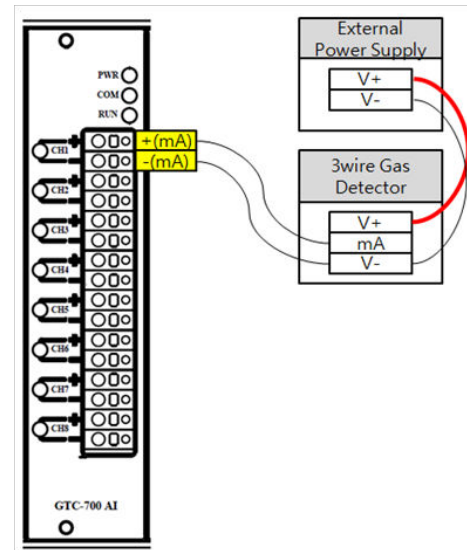 PWR
COM
RUN
CH1
CH2
CH3
CH4
CH5
CH6
CH7
CH8
+ -
+(mA)
-(mA)
GTC-700 AI
External
Power Supply
V+
V-
3wire Gas
Detector
V+
mA
V-